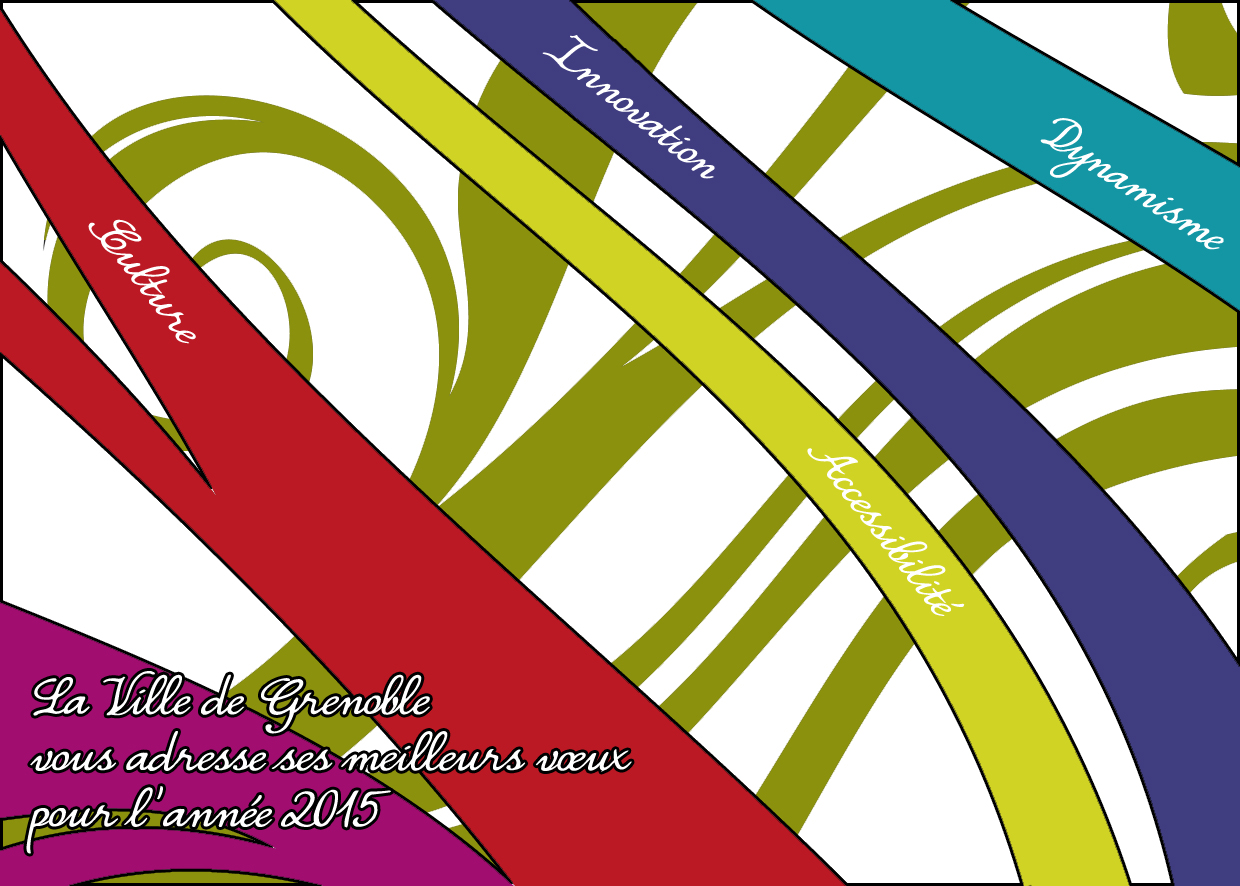 Innovation
Dynamisme
Culture
Accessibilité
La Ville de Grenoble
vous adresse ses meilleurs vœux
pour l'année 2015